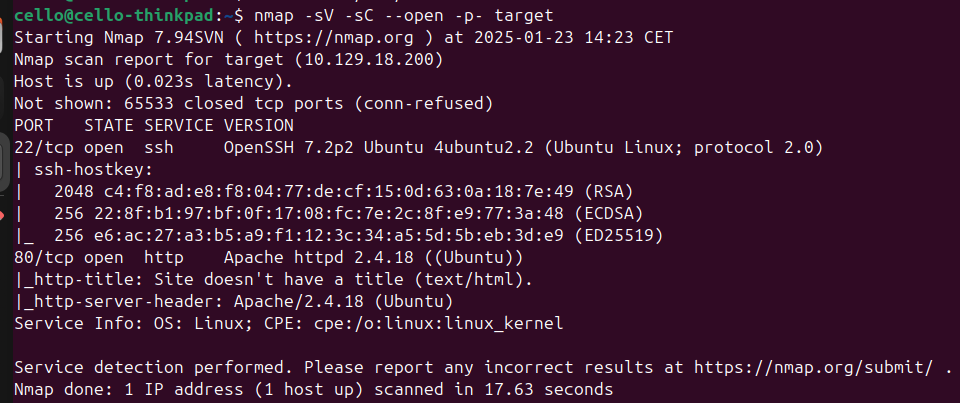 cello@cello-thinkpad:~$ nmap -sV -sC --open -p- target
Starting Nmap 7.94SVN ( https://nmap.org ) at 2025-01-23 14:23 CET
Nmap scan report for target (10.129.18.200)
Host is up (0.023s latency).
Not shown: 65533 closed tcp ports (conn-refused)
PORT   STATE SERVICE VERSION
22/tcp open  ssh     OpenSSH 7.2p2 Ubuntu 4ubuntu2.2 (Ubuntu Linux; protocol 2.0)
| ssh-hostkey:
|   2048 c4:f8:ad:e8:f8:04:77:de:cf:15:0d:63:0a:18:7e:49 (RSA)
|   256 22:8f:b1:97:bf:0f:17:08:fc:7e:2c:8f:e9:77:3a:48 (ECDSA)
|_  256 e6:ac:27:a3:b5:a9:f1:12:3c:34:a5:5d:5b:eb:3d:e9 (ED25519)
80/tcp open  http    Apache httpd 2.4.18 ((Ubuntu))
|_http-title: Site doesn't have a title (text/html).
|_http-server-header: Apache/2.4.18 (Ubuntu)
Service Info: OS: Linux; CPE: cpe:/o:linux:linux_kernel

Service detection performed. Please report any incorrect results at https://nmap.org/submit/ .
Nmap done: 1 IP address (1 host up) scanned in 17.63 seconds